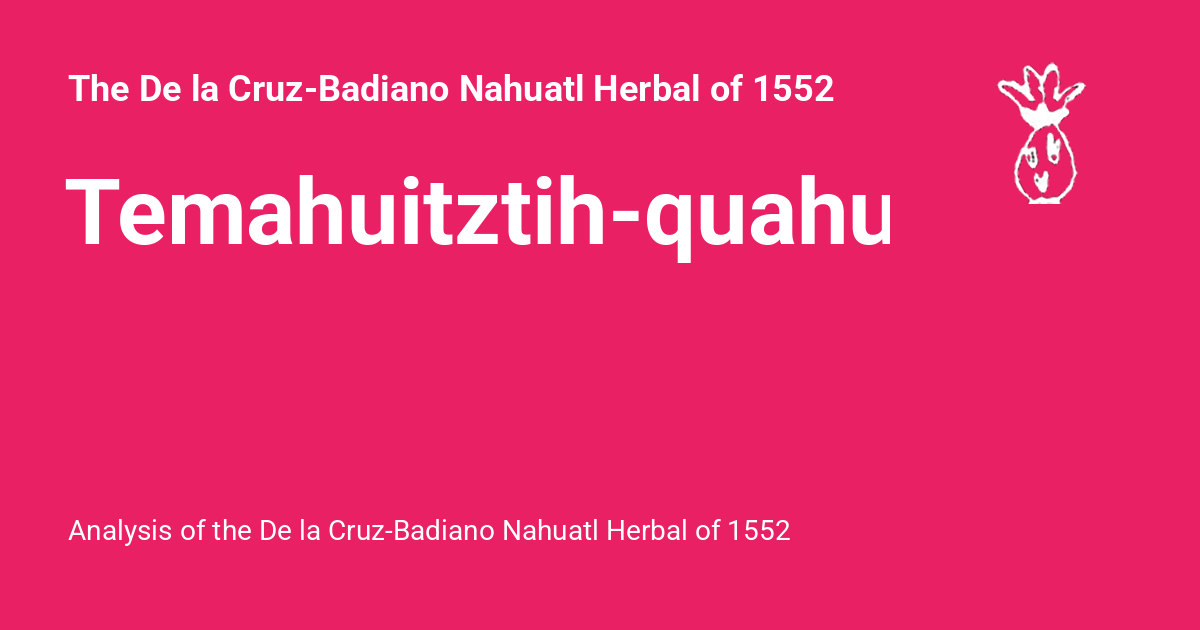 The De la Cruz-Badiano Nahuatl Herbal of 1552
Temahuitztih-quahu
Analysis of the De la Cruz-Badiano Nahuatl Herbal of 1552